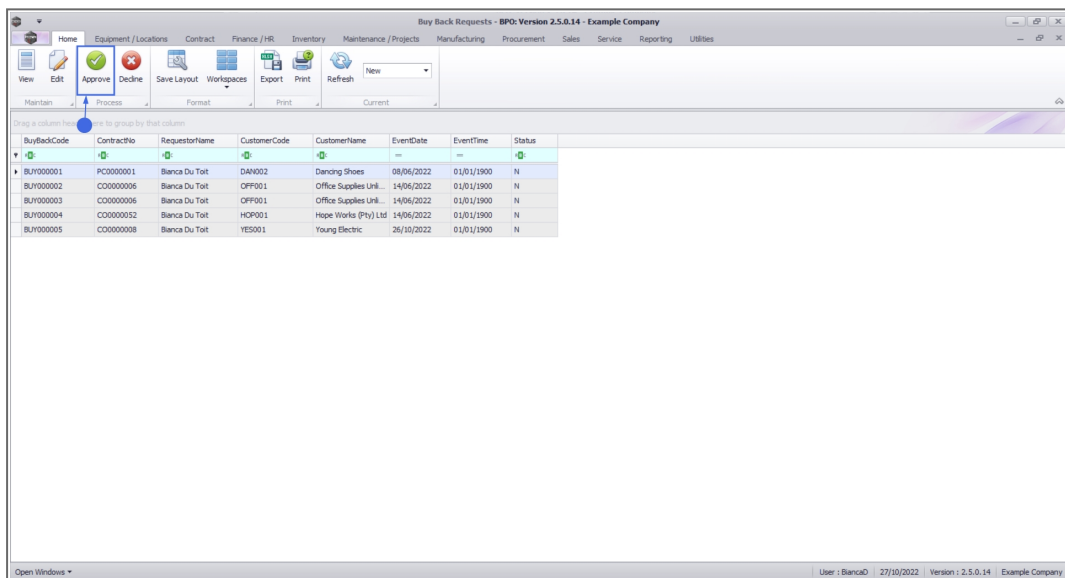 Buy Back Requests - BPO: Version 2.5.0.14 - Example Company
Home Equipment / Locations Contract Finance / HR Inventory Maintenance / Projects Manufacturing Procurement Sales Service Reporting Utilities
View Edit Approve Decline Save Layout Workspaces Export Print Refresh New
Maintain Process Format Print Current
Drag a column here to group by that column
BuyBackCode ContractNo RequestorName CustomerCode CustomerName EventDate EventTime Status
BUY000001 PC0000001 Bianca Du Toit DAN002 Dancing Shoes 08/06/2022 01/01/1900 N
BUY000002 CO0000006 Bianca Du Toit OFF001 Office Supplies Unli... 14/06/2022 01/01/1900 N
BUY000003 CO0000006 Bianca Du Toit OFF001 Office Supplies Unli... 14/06/2022 01/01/1900 N
BUY000004 CO0000052 Bianca Du Toit HOP001 Hope Works (Pty) Ltd 14/06/2022 01/01/1900 N
BUY000005 CO0000008 Bianca Du Toit YES001 Young Electric 26/10/2022 01/01/1900 N
Open Windows User : BiancaD 27/10/2022 Version : 2.5.0.14 Example Company